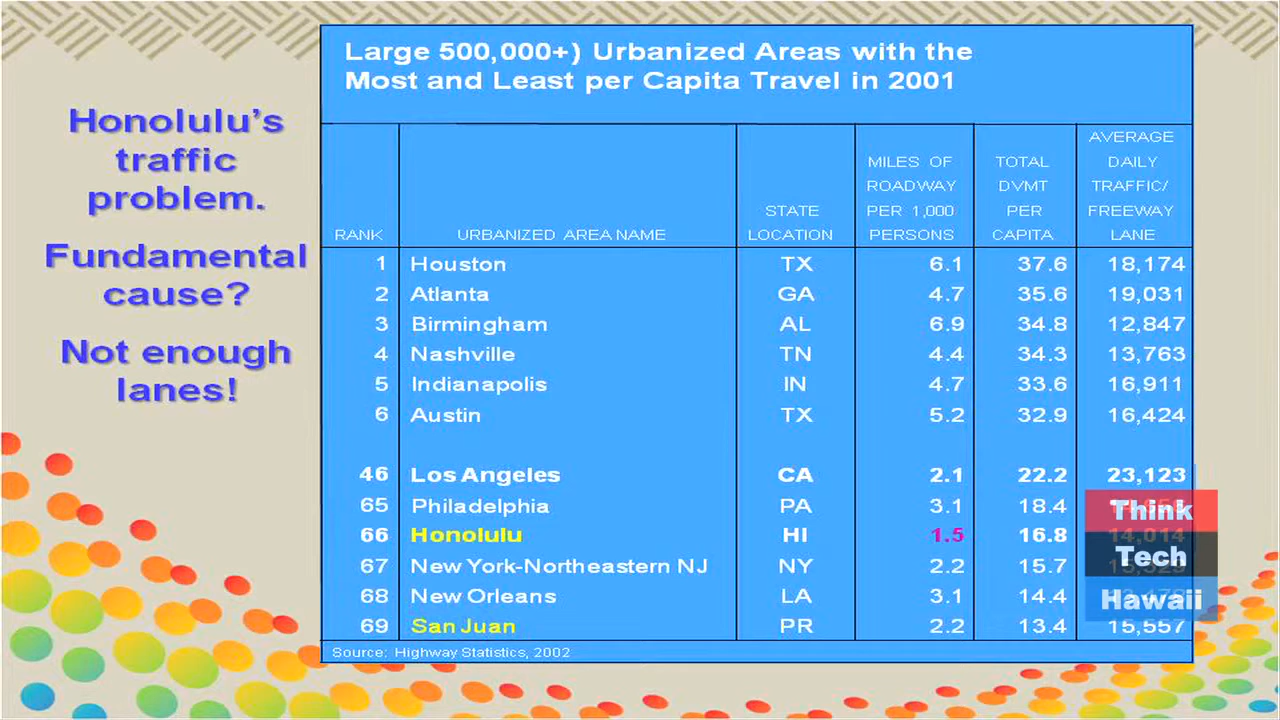 Honolulu's
traffic
problem.
Fundamental
cause?
Not enough
lanes!
Large 500,000+) Urbanized Areas with the
Most and Least per Capita Travel in 2001
RANK URBANIZED AREA NAME STATE LOCATION MILES OF ROADWAY PER 1,000 PERSONS TOTAL DVMT PER CAPITA AVERAGE DAILY TRAFFIC/ FREEWAY LANE
1 Houston TX 6.1 37.6 18,174
2 Atlanta GA 4.7 35.6 19,031
3 Birmingham AL 6.9 34.8 12,847
4 Nashville TN 4.4 34.3 13,763
5 Indianapolis IN 4.7 33.6 16,911
6 Austin TX 5.2 32.9 16,424
46 Los Angeles CA 2.1 22.2 23,123
65 Philadelphia PA 3.1 18.4
66 Honolulu HI 1.5 16.8 14,014
67 New York-Northeastern NJ NY 2.2 15.7
68 New Orleans LA 3.1 14.4
69 San Juan PR 2.2 13.4 15,557
Source: Highway Statistics, 2002
Think
Tech
Hawaii